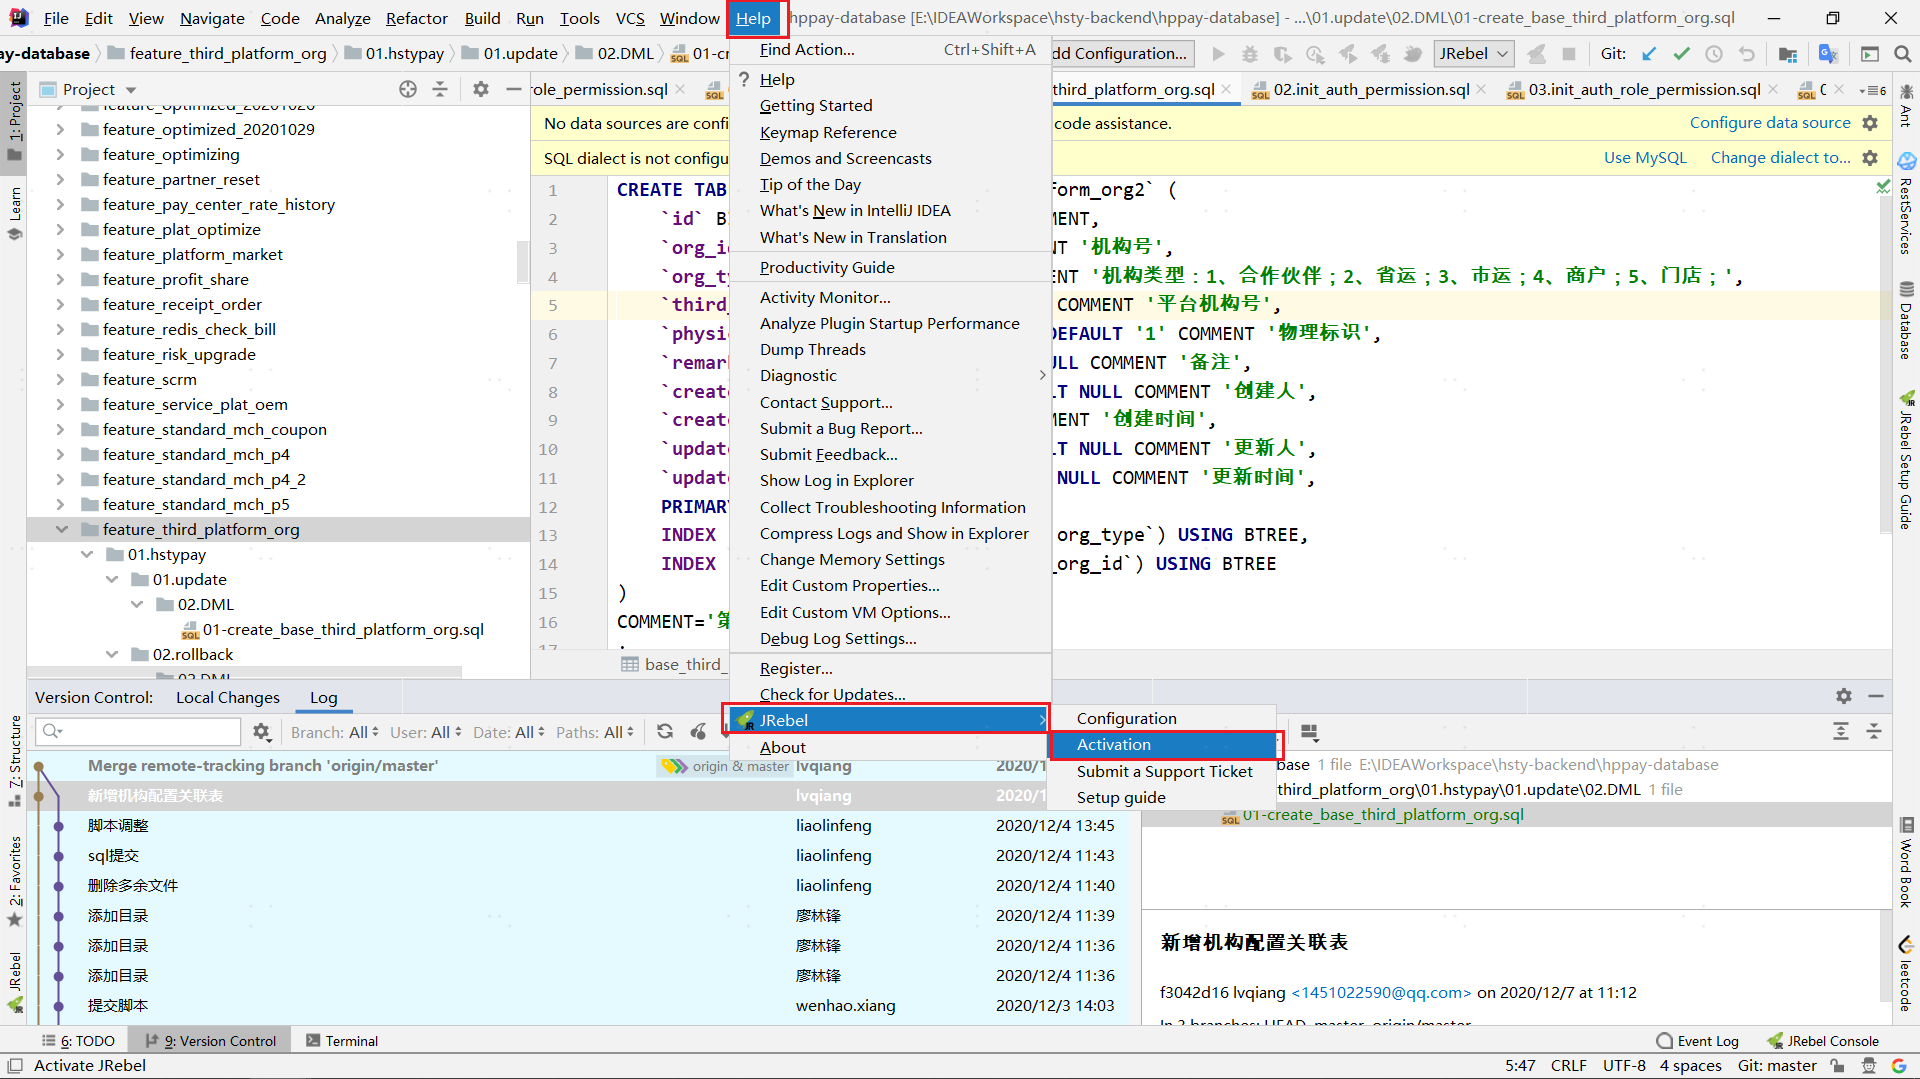 File Edit View Navigate Code Analyze Refactor Build Run Tools VCS Window Help hppay-database [E:\IDEAWorkspace\hsty-backend\hppay-database] - ...\01.update\02.DML\01-create_base_third_platform_org.sql
ay-database feature_third_platform_org 01.hstypay 01.update 02.DML 01-cr dd Configuration... JRebel Git:
Project
role_permission.sql third_platform_org.sql 02.init_auth_permission.sql 03.init_auth_role_permission.sql 6
No data sources are confi code assistance. Configure data source
SQL dialect is not configu Use MySQL Change dialect to...
1: Project
Learn
7: Structure
2: Favorites
JRebel
feature_optimized_20201020
feature_optimized_20201029
feature_optimizing
feature_partner_reset
feature_pay_center_rate_history
feature_plat_optimize
feature_platform_market
feature_profit_share
feature_receipt_order
feature_redis_check_bill
feature_risk_upgrade
feature_scrm
feature_service_plat_oem
feature_standard_mch_coupon
feature_standard_mch_p4
feature_standard_mch_p4_2
feature_standard_mch_p5
feature_third_platform_org
01.hstypay
01.update
02.DML
01-create_base_third_platform_org.sql
02.rollback
02.DML
1 CREATE TAB form_org2` (
2 `id` B MENT,
3 `org_i NT '机构号',
4 `org_t ENT '机构类型：1、合作伙伴；2、省运；3、市运；4、商户；5、门店；',
5 `third_ COMMENT '平台机构号',
6 `physi DEFAULT '1' COMMENT '物理标识',
7 `remar ULL COMMENT '备注',
8 `create LT NULL COMMENT '创建人',
9 `create MENT '创建时间',
10 `updat LT NULL COMMENT '更新人',
11 `updat NULL COMMENT '更新时间',
12 PRIMARY
13 INDEX org_type`) USING BTREE,
14 INDEX _org_id`) USING BTREE
15 )
16 COMMENT='第
17 ;
base_third_
Find Action... Ctrl+Shift+A
Help
Getting Started
Keymap Reference
Demos and Screencasts
Tip of the Day
What's New in IntelliJ IDEA
What's New in Translation
Productivity Guide
Activity Monitor...
Analyze Plugin Startup Performance
Dump Threads
Diagnostic
Contact Support...
Submit a Bug Report...
Submit Feedback...
Show Log in Explorer
Collect Troubleshooting Information
Compress Logs and Show in Explorer
Change Memory Settings
Edit Custom Properties...
Edit Custom VM Options...
Debug Log Settings...
Register...
Check for Updates...
JRebel
About
Configuration
Activation
Submit a Support Ticket
Setup guide
Ant
RestServices
Database
JRebel Setup Guide
Word Book
leetcode
Version Control: Local Changes Log
Branch: All User: All Date: All Paths: All
Merge remote-tracking branch 'origin/master' origin & master lvqiang 2020/1
新增机构配置关联表 lvqiang 2020/1
脚本调整 liaolinfeng 2020/12/4 13:45
sql提交 liaolinfeng 2020/12/4 11:43
删除多余文件 liaolinfeng 2020/12/4 11:40
添加目录 廖林锋 2020/12/4 11:39
添加目录 廖林锋 2020/12/4 11:36
添加目录 廖林锋 2020/12/4 11:36
提交脚本 wenhao.xiang 2020/12/3 14:03
base 1 file E:\IDEAWorkspace\hsty-backend\hppay-database
third_platform_org\01.hstypay\01.update\02.DML 1 file
01-create_base_third_platform_org.sql
新增机构配置关联表
f3042d16 lvqiang <1451022590@qq.com> on 2020/12/7 at 11:12
In 3 branches: HEAD, master, origin/master
6: TODO 9: Version Control Terminal Event Log JRebel Console
Activate JRebel 5:47 CRLF UTF-8 4 spaces Git: master